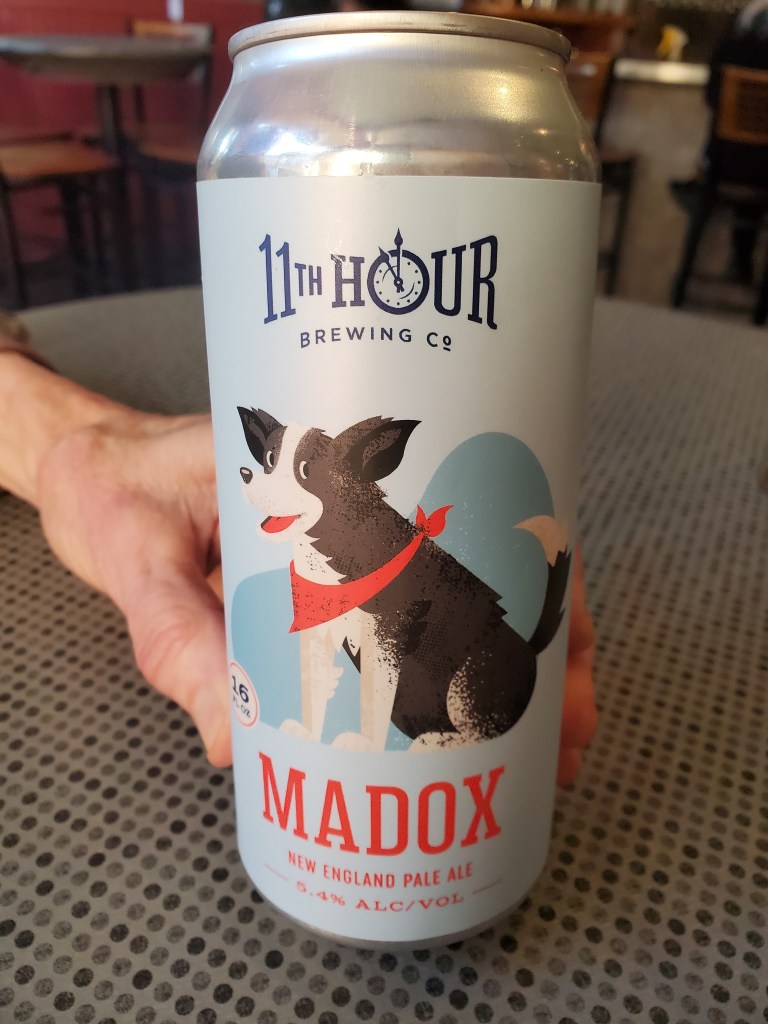 11TH HOUR
BREWING Co
16
FL OZ
MADOX
NEW ENGLAND PALE ALE
5.4% ALC/VOL